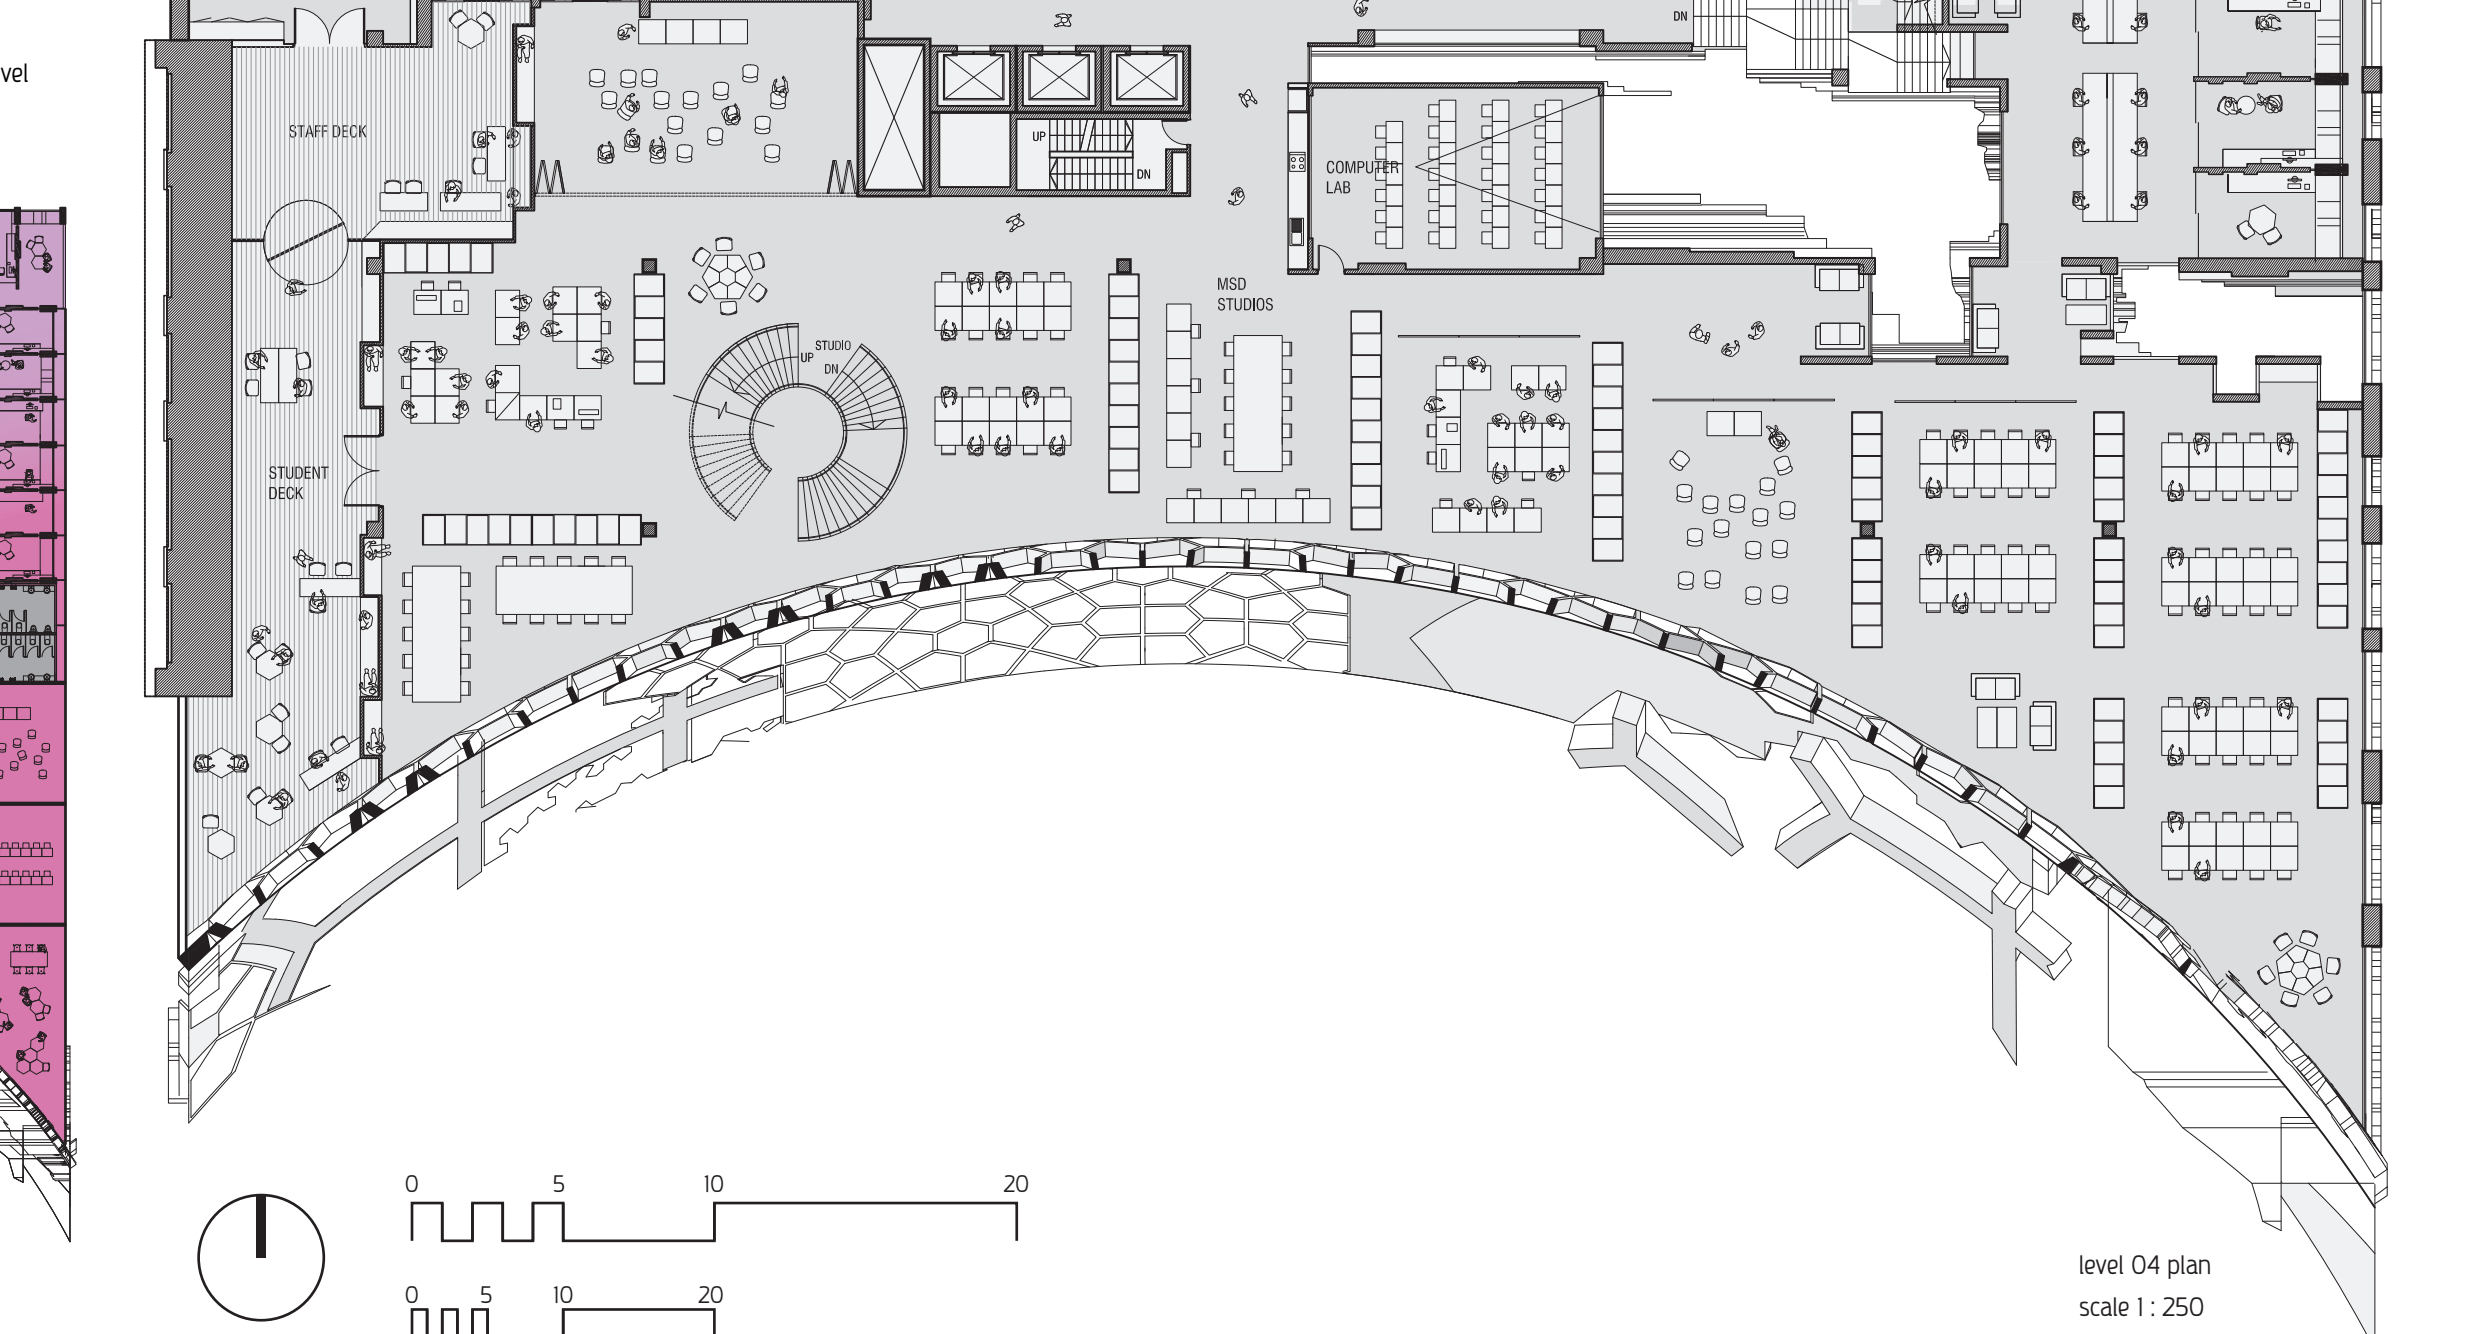 vel
DN
STAFF DECK
UP
DN
COMPUTER
LAB
MSD
STUDIOS
STUDIO
UP
DN
STUDENT
DECK
0 5 10 20
0 5 10 20
level 04 plan
scale 1 : 250